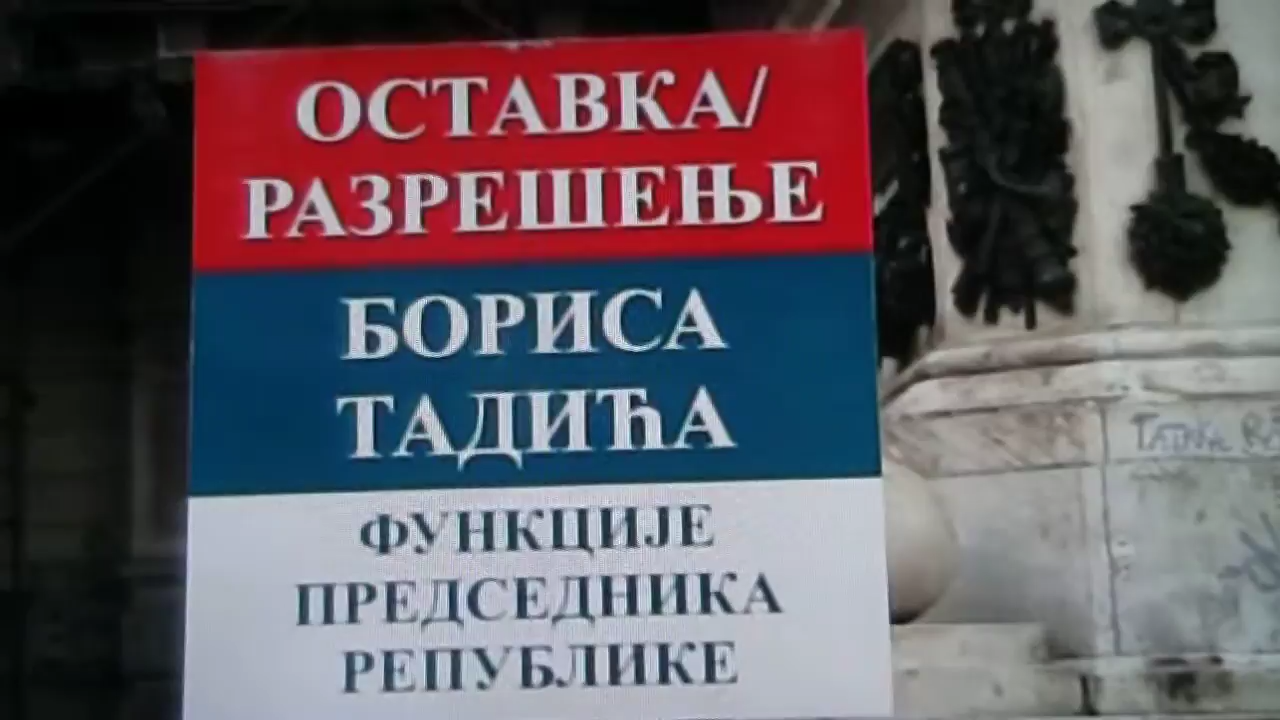 ОСТАВКА/
РАЗРЕШЕЊЕ
БОРИСА
ТАДИЋА
ФУНКЦИЈЕ
ПРЕДСЕДНИКА
РЕПУБЛИКЕ